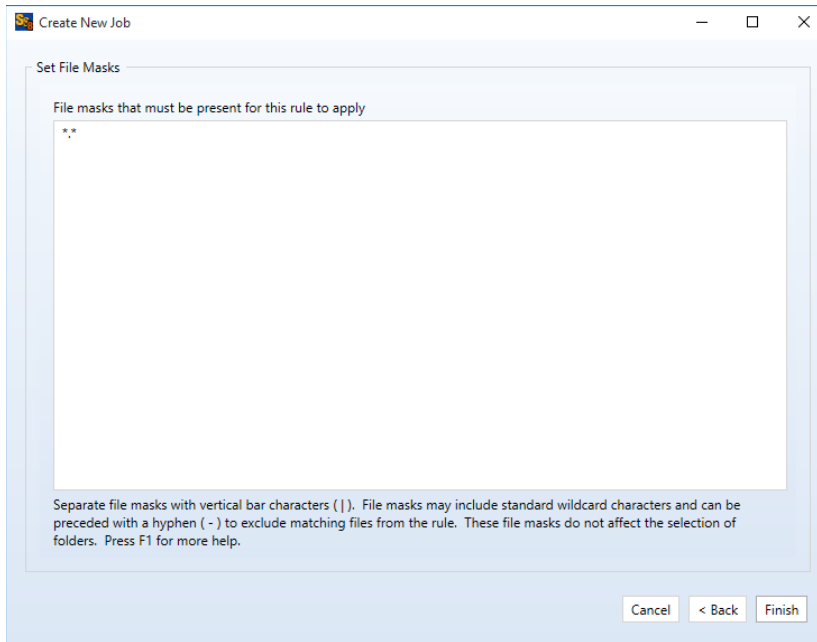 Create New Job
Set File Masks
File masks that must be present for this rule to apply
*.*
Separate file masks with vertical bar characters ( | ).  File masks may include standard wildcard characters and can be
preceded with a hyphen ( - ) to exclude matching files from the rule.  These file masks do not affect the selection of
folders.  Press F1 for more help.
Cancel
< Back
Finish